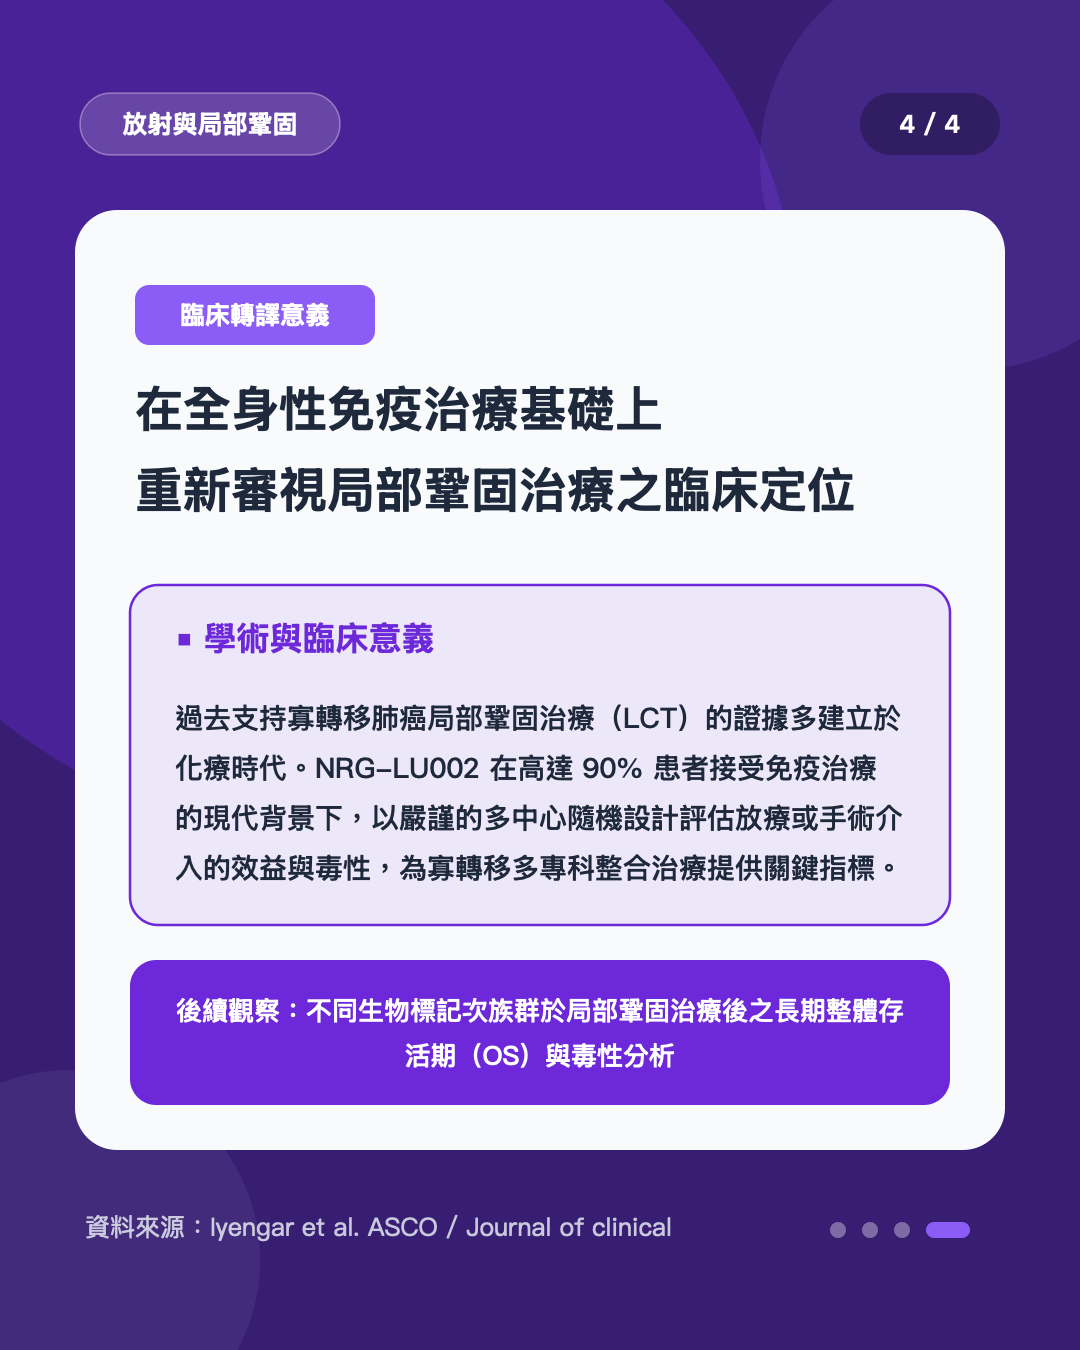 放射與局部鞏固
4 / 4
臨床轉譯意義
在全身性免疫治療基礎上
重新審視局部鞏固治療之臨床定位
▪ 學術與臨床意義
過去支持寡轉移肺癌局部鞏固治療（LCT）的證據多建立於
化療時代。NRG–LU002 在高達 90% 患者接受免疫治療
的現代背景下，以嚴謹的多中心隨機設計評估放療或手術介
入的效益與毒性，為寡轉移多專科整合治療提供關鍵指標。
後續觀察：不同生物標記次族群於局部鞏固治療後之長期整體存
活期（OS）與毒性分析
資料來源：Iyengar et al. ASCO / Journal of clinical